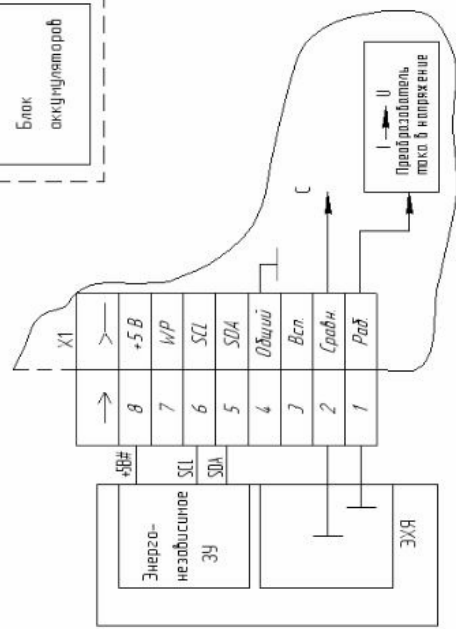 Блок
аккумуляторов
X1
8 +5 В
7 WP
6 SCL
5 SDA
4 Общий
3 Всп.
2 Сравн.
1 Раб.
+5В#
SCL
SDA
Энерго-
независимое
ЗУ
ЭХЯ
C
I U
Преобразователь
тока в напряжение